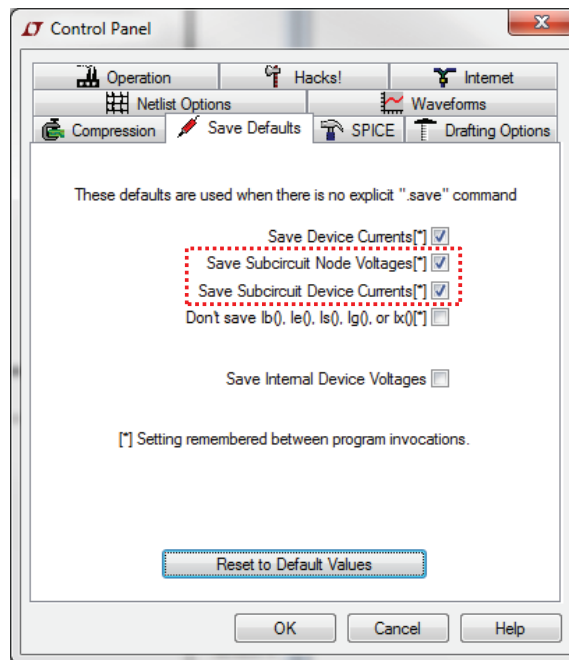 Control Panel
Operation
Hacks!
Internet
Netlist Options
Waveforms
Compression
Save Defaults
SPICE
Drafting Options
These defaults are used when there is no explicit ".save" command
Save Device Currents[*]
Save Subcircuit Node Voltages[*]
Save Subcircuit Device Currents[*]
Don't save Ib(), Ie(), Is(), Ig(), or Ix()[*]
Save Internal Device Voltages
[*] Setting remembered between program invocations.
Reset to Default Values
OK
Cancel
Help